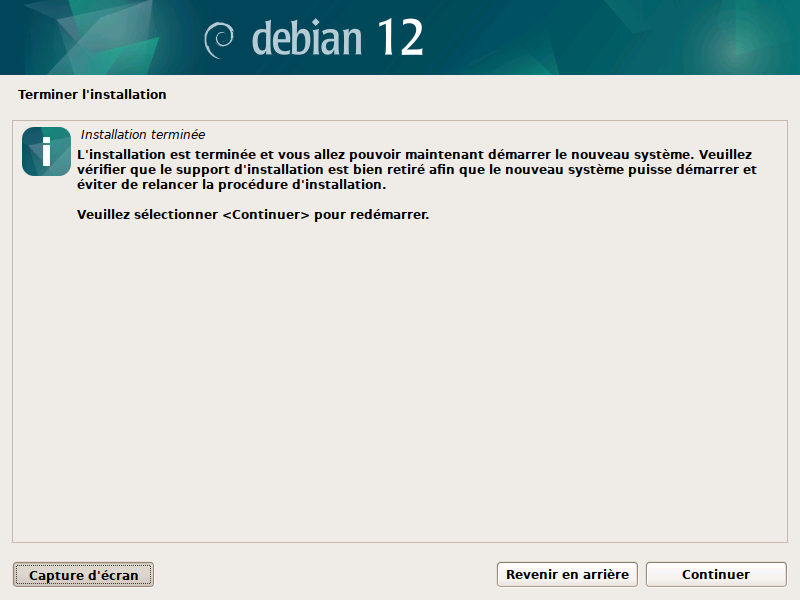 debian 12
Terminer l'installation
Installation terminée
L'installation est terminée et vous allez pouvoir maintenant démarrer le nouveau système. Veuillez
vérifier que le support d'installation est bien retiré afin que le nouveau système puisse démarrer et
éviter de relancer la procédure d'installation.
Veuillez sélectionner <Continuer> pour redémarrer.
Capture d'écran
Revenir en arrière
Continuer